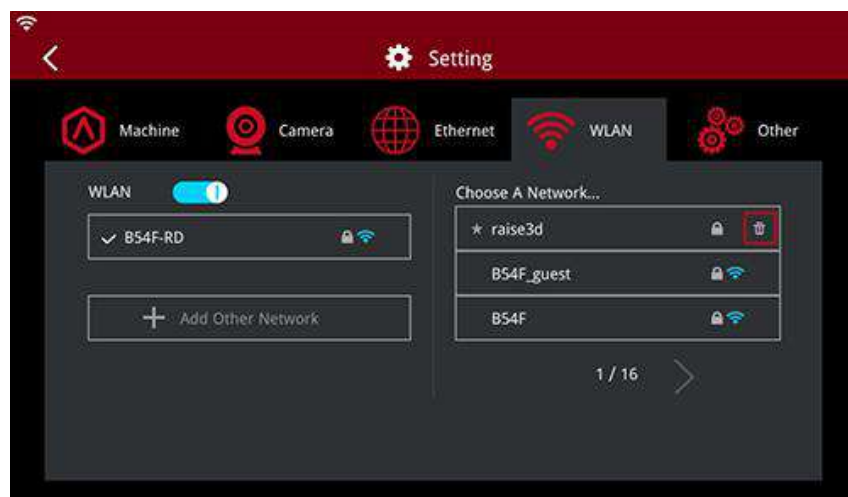 Setting
Machine Camera Ethernet WLAN Other
WLAN
B54F-RD
Add Other Network
Choose A Network...
raise3d
B54F_guest
B54F
1 / 16